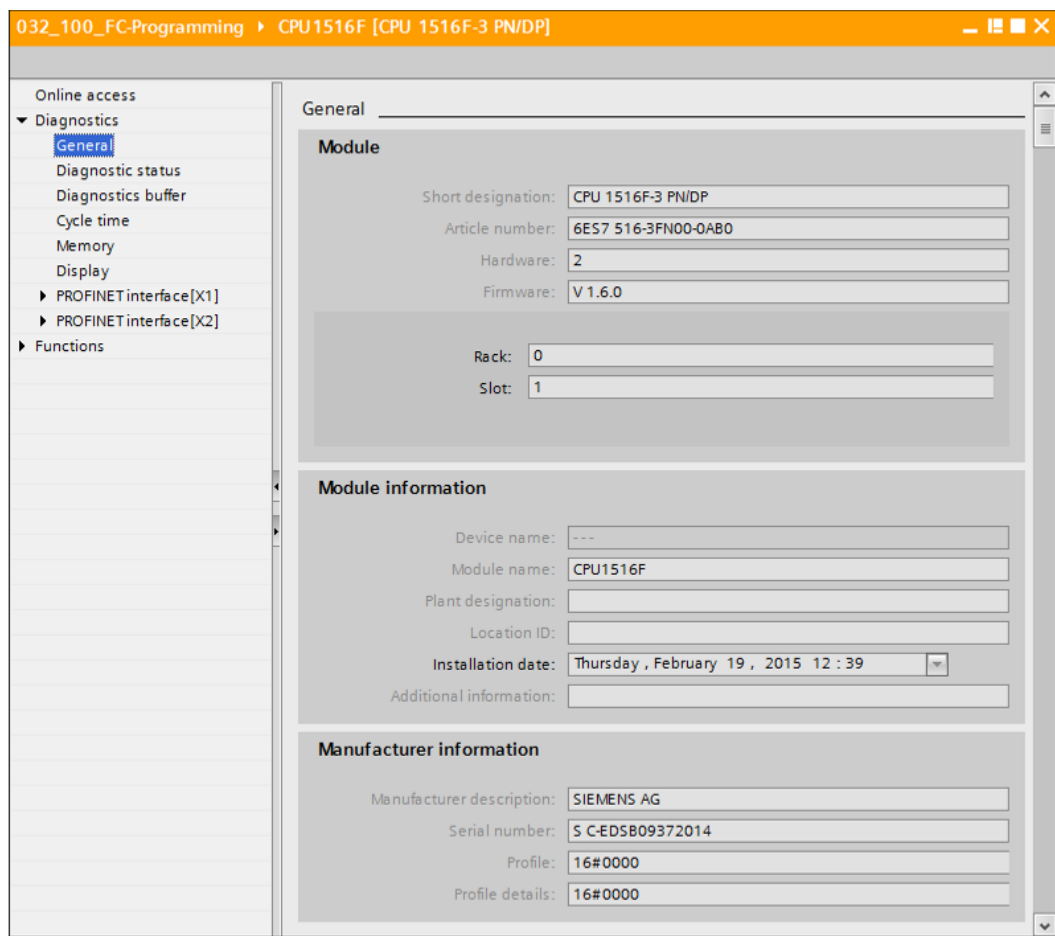 032_100_FC-Programming ▸ CPU1516F [CPU 1516F-3 PN/DP]
Online access
Diagnostics
General
Diagnostic status
Diagnostics buffer
Cycle time
Memory
Display
PROFINET interface [X1]
PROFINET interface [X2]
Functions
General
Module
Short designation: CPU 1516F-3 PN/DP
Article number: 6ES7 516-3FN00-0AB0
Hardware: 2
Firmware: V 1.6.0
Rack: 0
Slot: 1
Module information
Device name: ---
Module name: CPU1516F
Plant designation:
Location ID:
Installation date: Thursday , February 19 , 2015 12 : 39
Additional information:
Manufacturer information
Manufacturer description: SIEMENS AG
Serial number: S C-EDSB09372014
Profile: 16#0000
Profile details: 16#0000